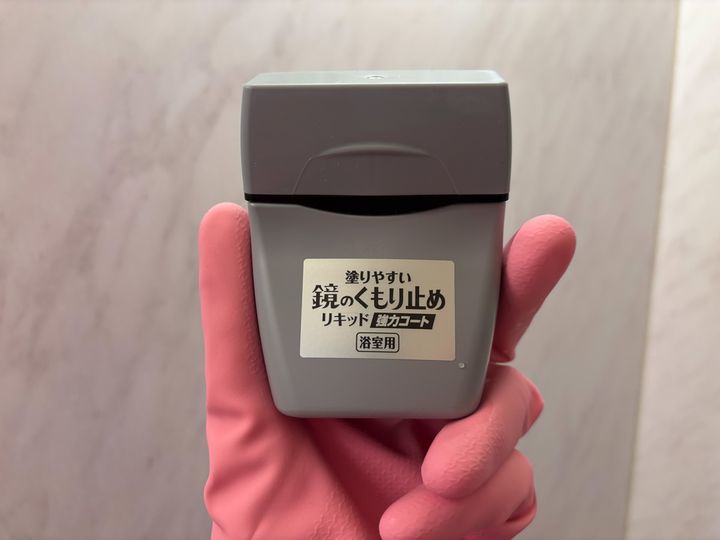 塗りやすい
鏡のくもり止め
リキッド 強力コート
浴室用